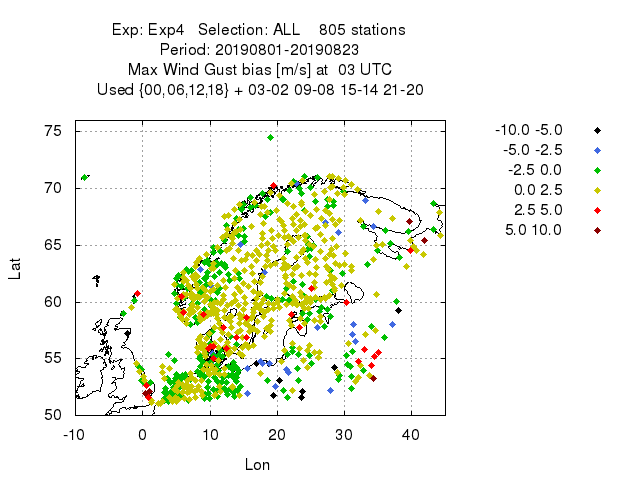 Exp: Exp4 Selection: ALL 805 stations
Period: 20190801-20190823
Max Wind Gust bias [m/s] at 03 UTC
Used {00,06,12,18} + 03-02 09-08 15-14 21-20
-10.0 -5.0
-5.0 -2.5
-2.5 0.0
0.0 2.5
2.5 5.0
5.0 10.0
75
70
65
60
55
50
Lat
-10 0 10 20 30 40
Lon